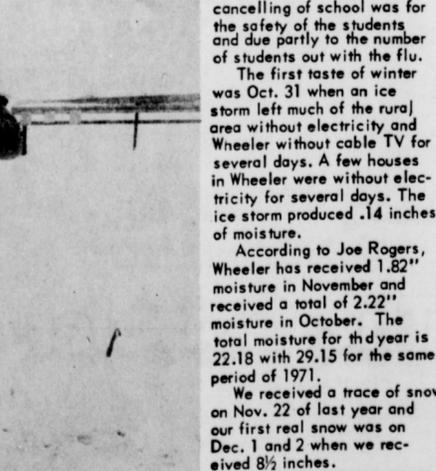 cancelling of school was for
the safety of the students
and due partly to the number
of students out with the flu.
The first taste of winter
was Oct. 31 when an ice
storm left much of the rural
area without electricity and
Wheeler without cable TV for
several days. A few houses
in Wheeler were without elec-
tricity for several days. The
ice storm produced .14 inches
of moisture.
According to Joe Rogers,
Wheeler has received 1.82"
moisture in November and
received a total of 2.22"
moisture in October. The
total moisture for thdyear is
22.18 with 29.15 for the same
period of 1971.
We received a trace of snow
on Nov. 22 of last year and
our first real snow was on
Dec. 1 and 2 when we rec-
eived 8½ inches.